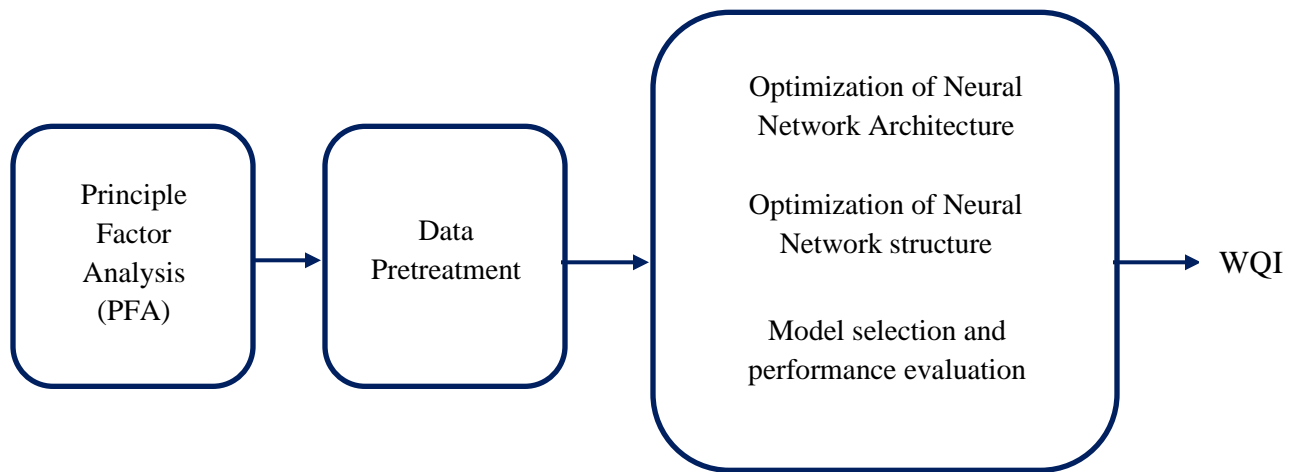 Principle
Factor
Analysis
(PFA)
Data
Pretreatment
Optimization of Neural
Network Architecture
Optimization of Neural
Network structure
Model selection and
performance evaluation
WQI